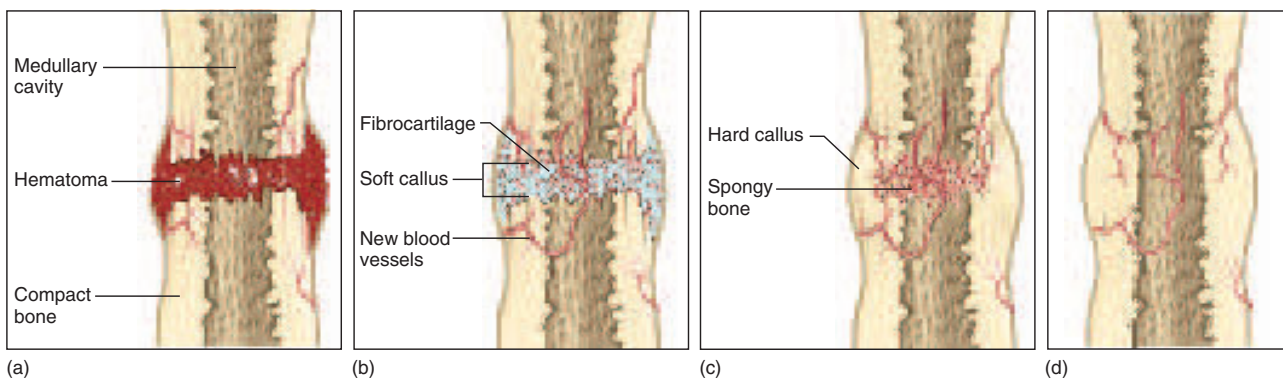 Medullary
cavity
Hematoma
Compact
bone
(a)
Fibrocartilage
Soft callus
New blood
vessels
(b)
Hard callus
Spongy
bone
(c)
(d)